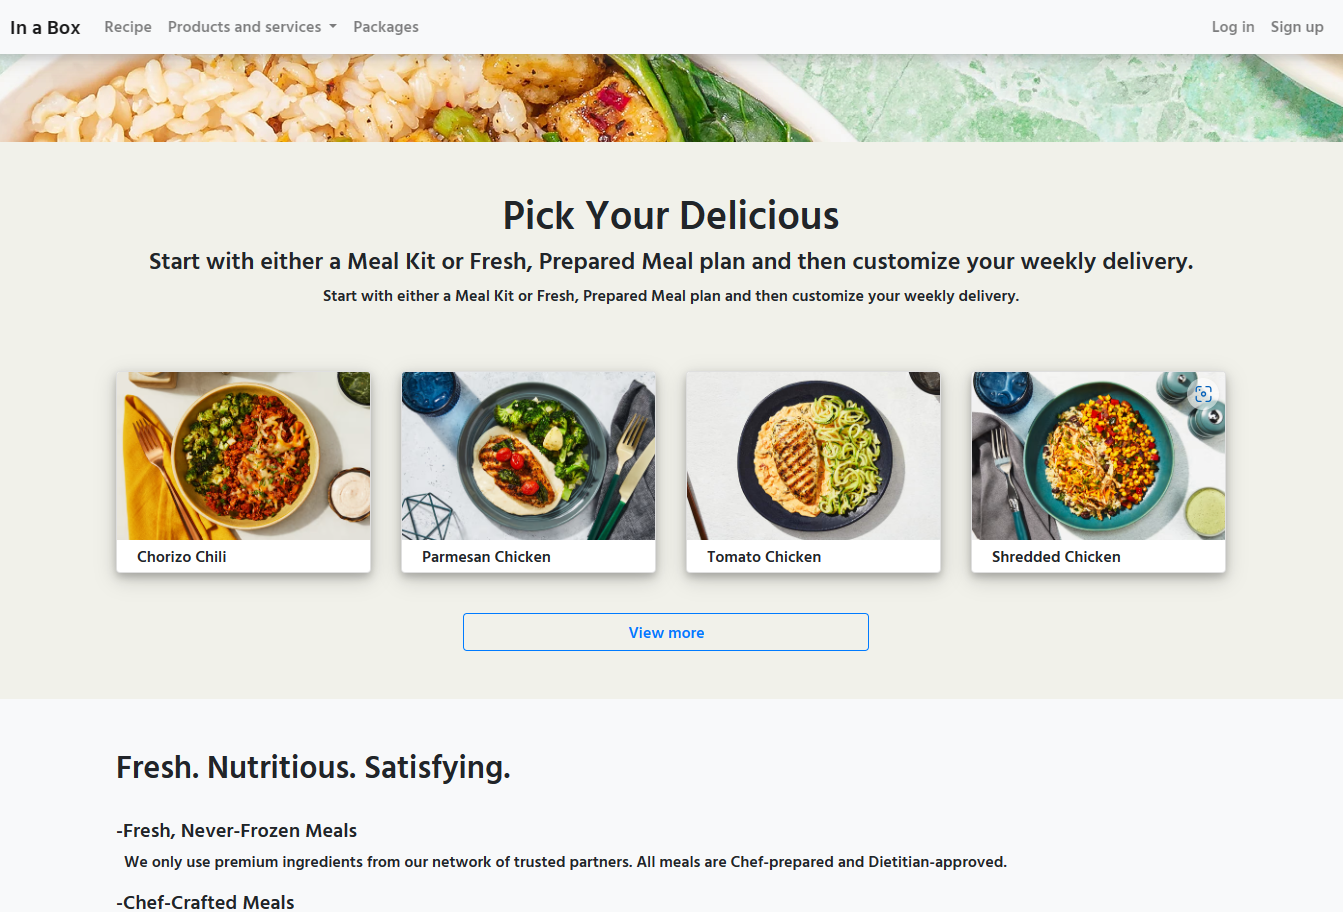 In a Box Recipe Products and services Packages Log in Sign up
Pick Your Delicious
Start with either a Meal Kit or Fresh, Prepared Meal plan and then customize your weekly delivery.
Start with either a Meal Kit or Fresh, Prepared Meal plan and then customize your weekly delivery.
Chorizo Chili
Parmesan Chicken
Tomato Chicken
Shredded Chicken
View more
Fresh. Nutritious. Satisfying.
-Fresh, Never-Frozen Meals
We only use premium ingredients from our network of trusted partners. All meals are Chef-prepared and Dietitian-approved.
-Chef-Crafted Meals